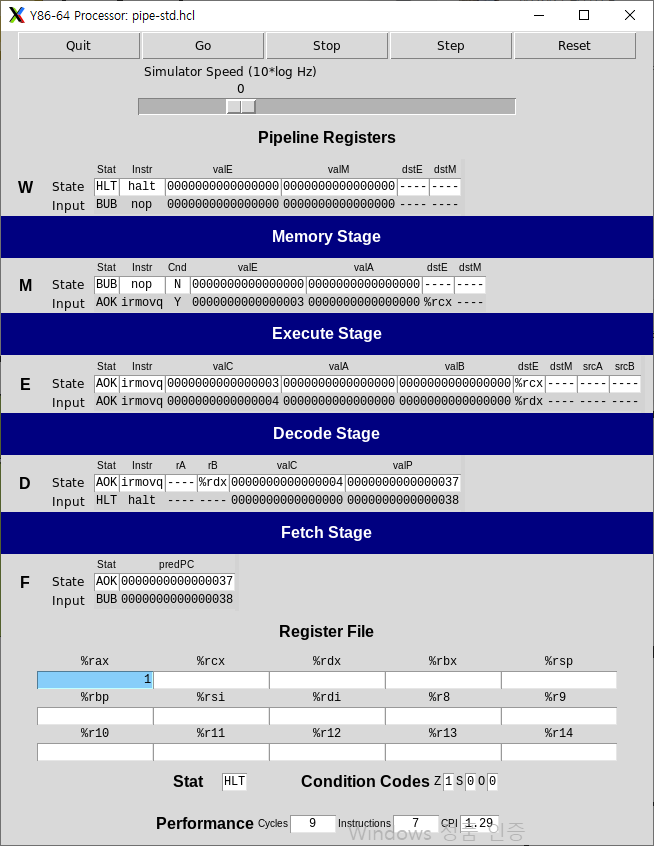 Y86-64 Processor: pipe-std.hcl
Quit Go Stop Step Reset
Simulator Speed (10*log Hz)
0
Pipeline Registers
Stat Instr valE valM dstE dstM
W State HLT halt 0000000000000000 0000000000000000 ---- ----
Input BUB nop 0000000000000000 0000000000000000 ---- ----
Memory Stage
Stat Instr Cnd valE valA dstE dstM
M State BUB nop N 0000000000000000 0000000000000000 ---- ----
Input AOK irmovq Y 0000000000000003 0000000000000000 %rcx ----
Execute Stage
Stat Instr valC valA valB dstE dstM srcA srcB
E State AOK irmovq 0000000000000003 0000000000000000 0000000000000000 %rcx ---- ---- ----
Input AOK irmovq 0000000000000004 0000000000000000 0000000000000000 %rdx ---- ---- ----
Decode Stage
Stat Instr rA rB valC valP
D State AOK irmovq ---- %rdx 0000000000000004 0000000000000037
Input HLT halt ---- ---- 0000000000000000 0000000000000038
Fetch Stage
Stat predPC
F State AOK 0000000000000037
Input BUB 0000000000000038
Register File
%rax %rcx %rdx %rbx %rsp
1
%rbp %rsi %rdi %r8 %r9
%r10 %r11 %r12 %r13 %r14
Stat HLT Condition Codes Z 1 S 0 O 0
Performance Cycles 9 Instructions 7 CPI 1.29
Windows 정품 인증